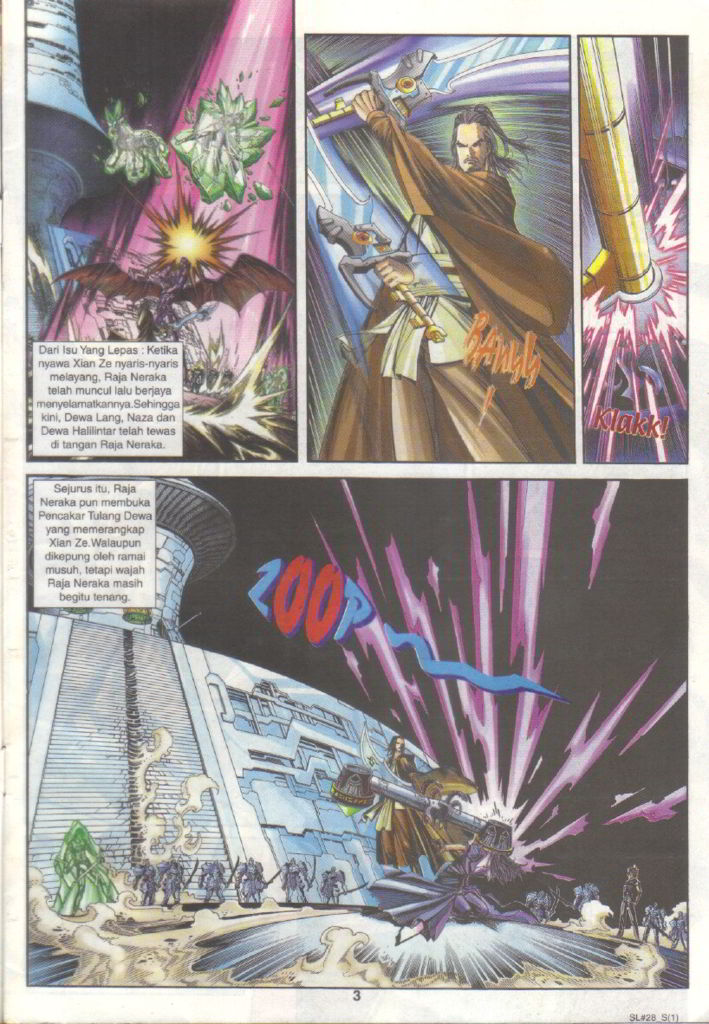 Dari Isu Yang Lepas : Ketika
nyawa Xian Ze nyaris-nyaris
melayang, Raja Neraka
telah muncul lalu berjaya
menyelamatkannya.Sehingga
kini, Dewa Lang, Naza dan
Dewa Halilintar telah tewas
di tangan Raja Neraka.
BANGG
!
Klakk!
Sejurus itu, Raja
Neraka pun membuka
Pencakar Tulang Dewa
yang memerangkap
Xian Ze.Walaupun
dikepung oleh ramai
musuh, tetapi wajah
Raja Neraka masih
begitu tenang.
ZOOP
3
SL#28_S(1)